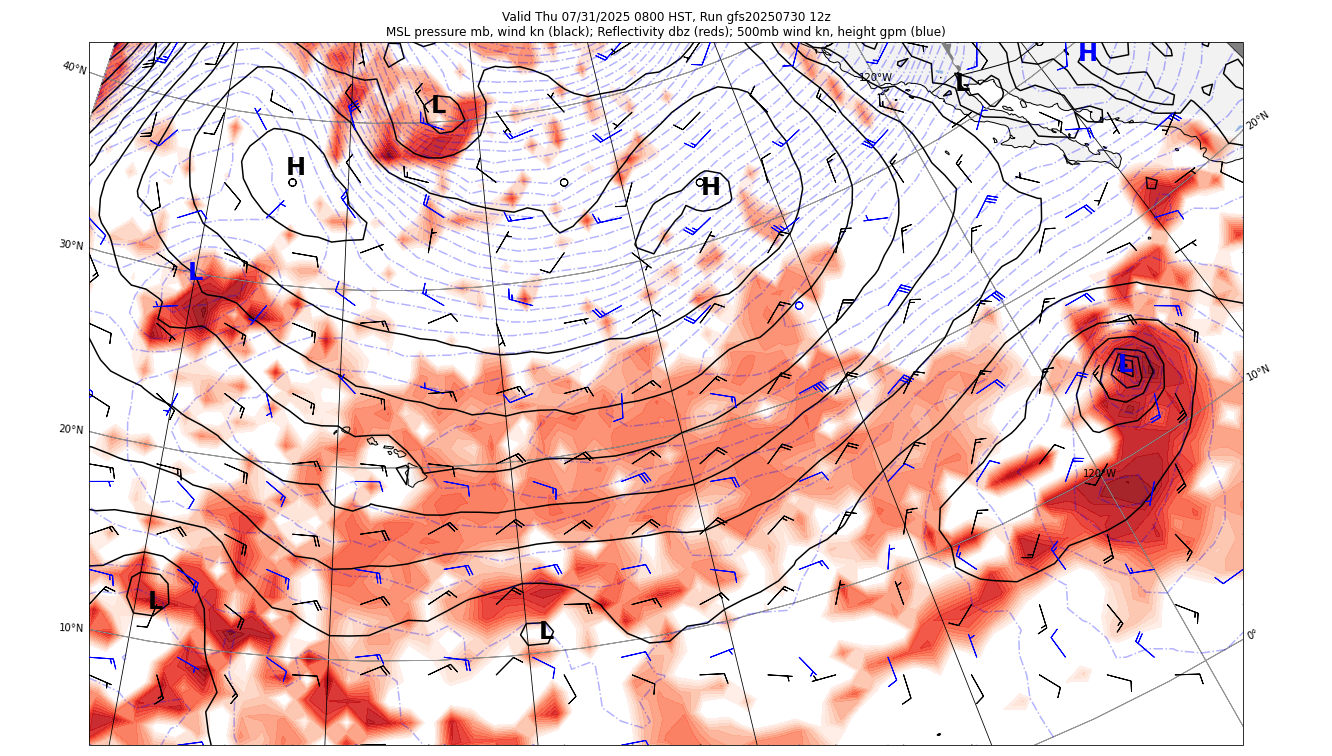 Valid Thu 07/31/2025 0800 HST, Run gfs20250730 12z
MSL pressure mb, wind kn (black); Reflectivity dbz (reds); 500mb wind kn, height gpm (blue)
H
40°N
120°W
L
L
20°N
H
H
30°N
L
L
10°N
20°N
120°W
L
10°N
L
0°